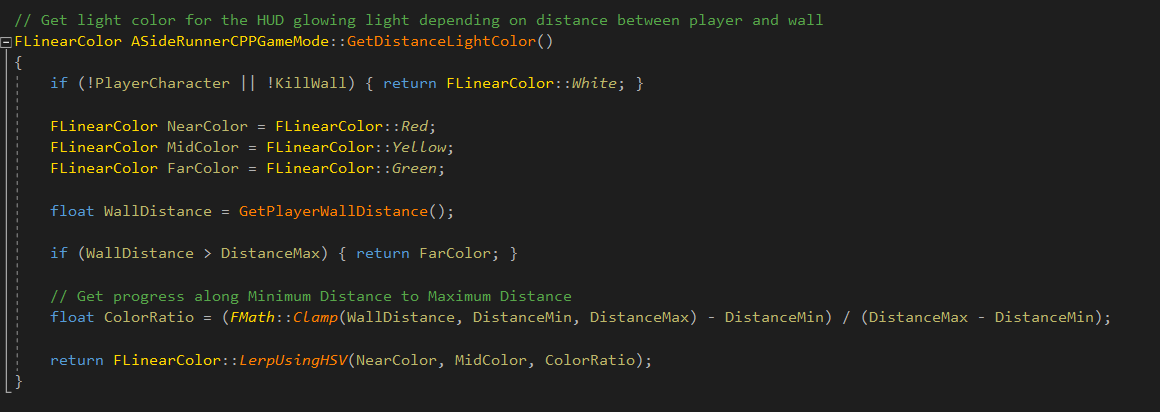 // Get light color for the HUD glowing light depending on distance between player and wall
FLinearColor ASideRunnerCPPGameMode::GetDistanceLightColor()
{
    if (!PlayerCharacter || !KillWall) { return FLinearColor::White; }

    FLinearColor NearColor = FLinearColor::Red;
    FLinearColor MidColor = FLinearColor::Yellow;
    FLinearColor FarColor = FLinearColor::Green;

    float WallDistance = GetPlayerWallDistance();

    if (WallDistance > DistanceMax) { return FarColor; }

    // Get progress along Minimum Distance to Maximum Distance
    float ColorRatio = (FMath::Clamp(WallDistance, DistanceMin, DistanceMax) - DistanceMin) / (DistanceMax - DistanceMin);

    return FLinearColor::LerpUsingHSV(NearColor, MidColor, ColorRatio);
}